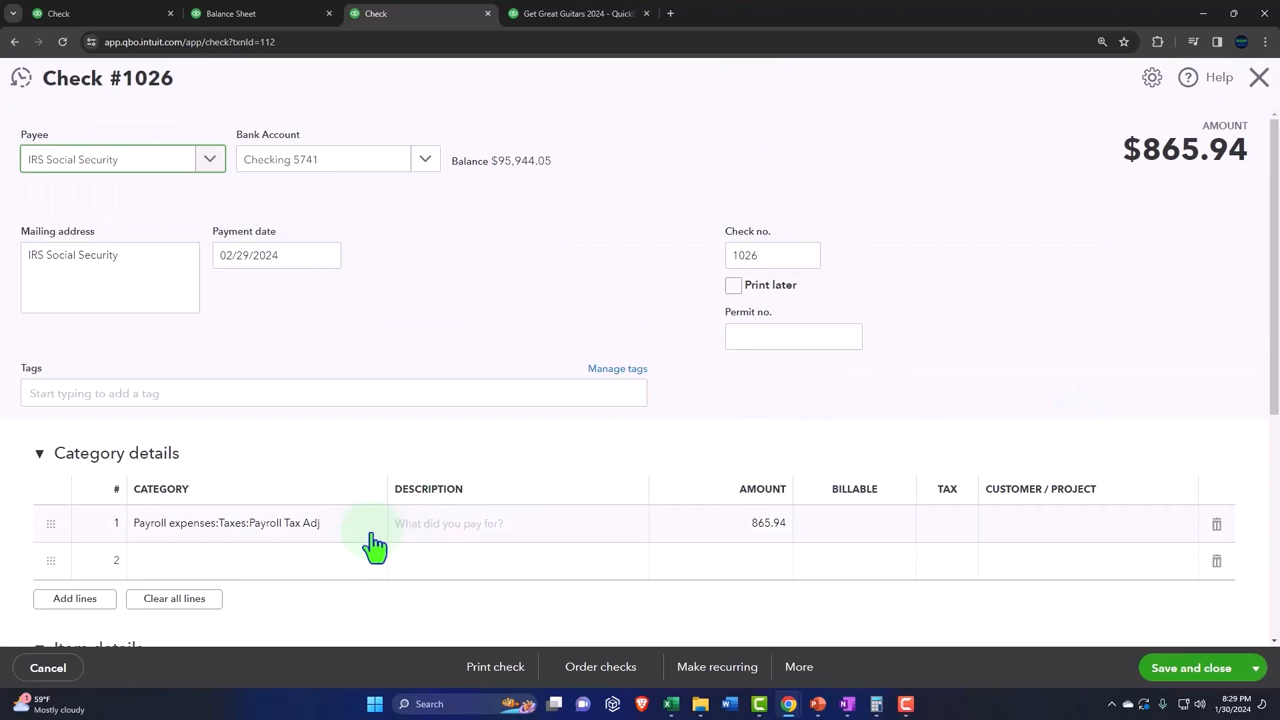 Check
Balance Sheet
Check
Get Great Guitars 2024 - Quick
app.qbo.intuit.com/app/check?txnId=112
Check #1026
Help
Payee
Bank Account
AMOUNT
IRS Social Security
Checking 5741
Balance $95,944.05
$865.94
Mailing address
Payment date
Check no.
IRS Social Security
02/29/2024
1026
Print later
Permit no.
Tags
Manage tags
Start typing to add a tag
Category details
# CATEGORY DESCRIPTION AMOUNT BILLABLE TAX CUSTOMER / PROJECT
1 Payroll expenses:Taxes:Payroll Tax Adj What did you pay for? 865.94
2
Add lines
Clear all lines
Item details
Cancel
Print check
Order checks
Make recurring
More
Save and close
59°F
Mostly cloudy
Search
8:29 PM
1/30/2024